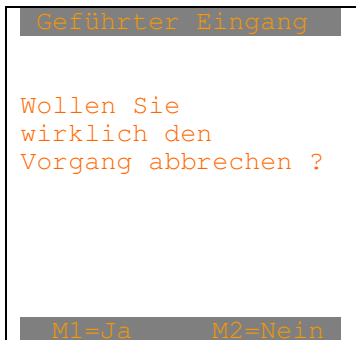 Geführter Eingang
Wollen Sie
wirklich den
Vorgang abbrechen ?
M1=Ja M2=Nein